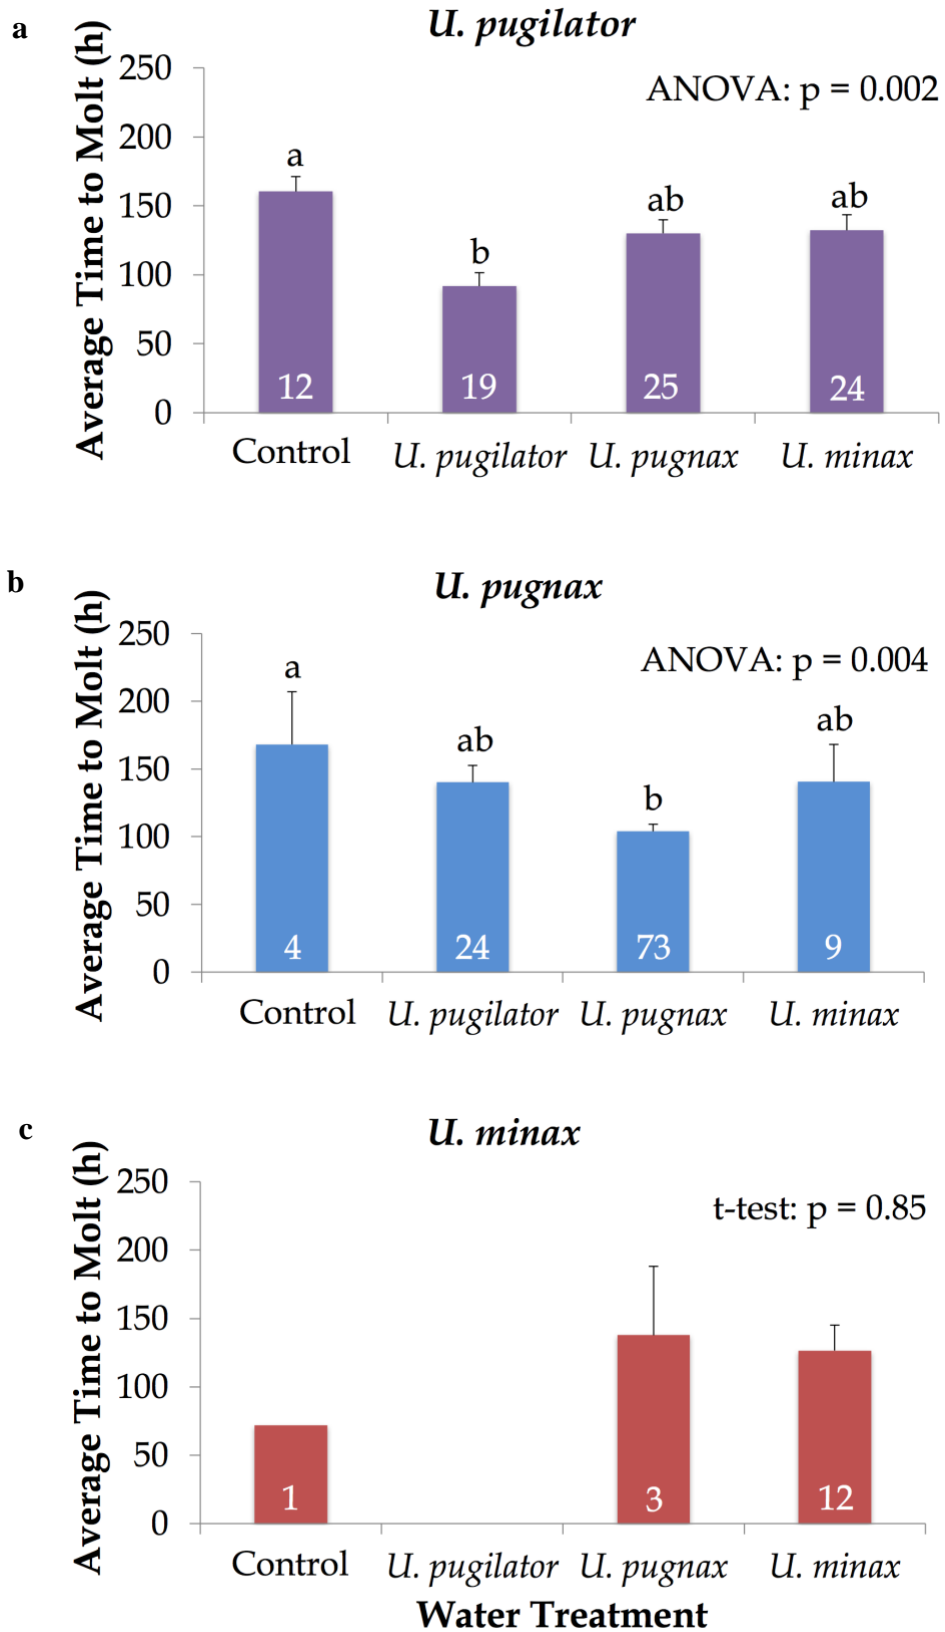 a
U. pugilator
Average Time to Molt (h)
250
200
150
100
50
0
ANOVA: p = 0.002
a
b
ab
ab
12
19
25
24
Control
U. pugilator
U. pugnax
U. minax
b
U. pugnax
Average Time to Molt (h)
250
200
150
100
50
0
ANOVA: p = 0.004
a
ab
b
ab
4
24
73
9
Control
U. pugilator
U. pugnax
U. minax
c
U. minax
Average Time to Molt (h)
250
200
150
100
50
0
t-test: p = 0.85
1
3
12
Control
U. pugilator
U. pugnax
U. minax
Water Treatment